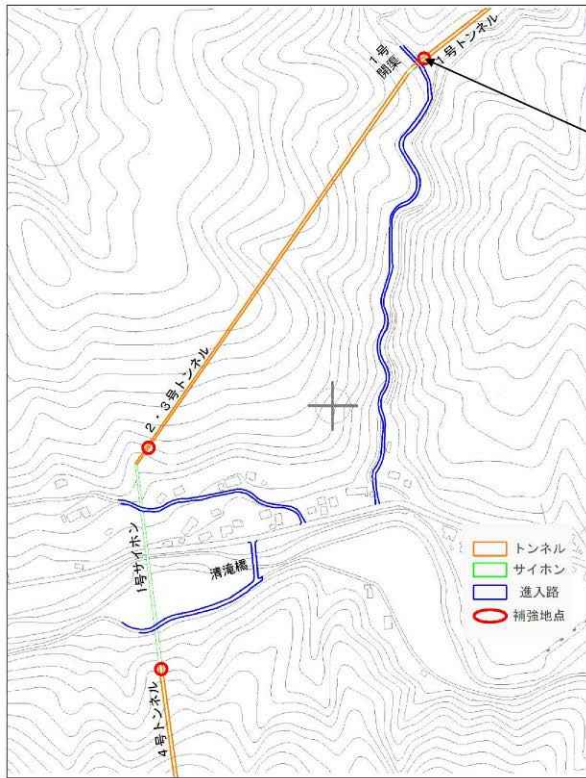 1号
開渠
1号トンネル
2・3号トンネル
1号サイホン
清滝橋
4号トンネル
トンネル
サイホン
進入路
補強地点